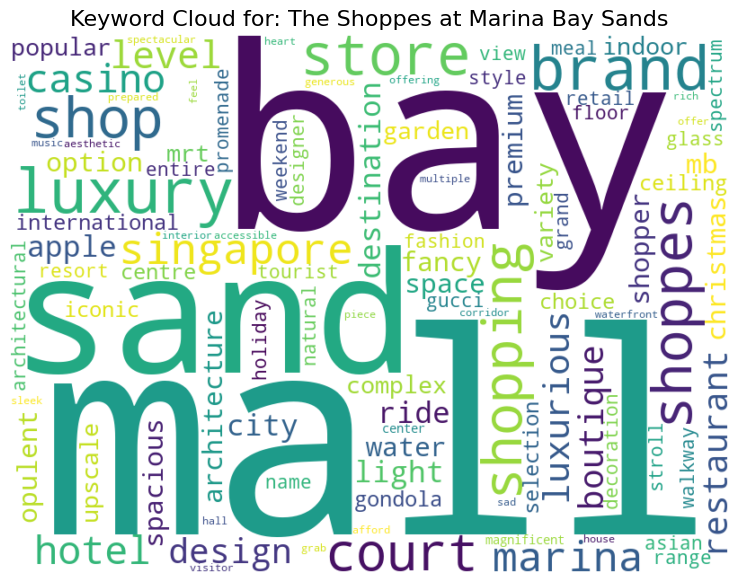 Keyword Cloud for: The Shoppes at Marina Bay Sands
popular
level
spectacular
heart
store
view
brand
meal
indoor
toilet
casino
prepared
feel
promenade
generous
offering
style
retail
rich
spectrum
shop
bay
floor
offer
music
aesthetic
mrt
weekend
designer
destination
garden
premium
glass
option
entire
variety
mb
luxury
multiple
grand
ceiling
international
shopper
christmas
apple
singapore
interior
accessible
fashion
shopping
shoppes
architectural
resort
centre
tourist
fancy
space
choice
iconic
sand
natural
gucci
piece
corridor
waterfront
holiday
architecture
mall
complex
luxurious
boutique
restaurant
sleek
city
center
ride
selection
decoration
stroll
walkway
opulent
upscale
spacious
water
light
name
gondola
sad
hall
afford
magnificent
house
asian
hotel
design
grab
court
marina
range
visitor